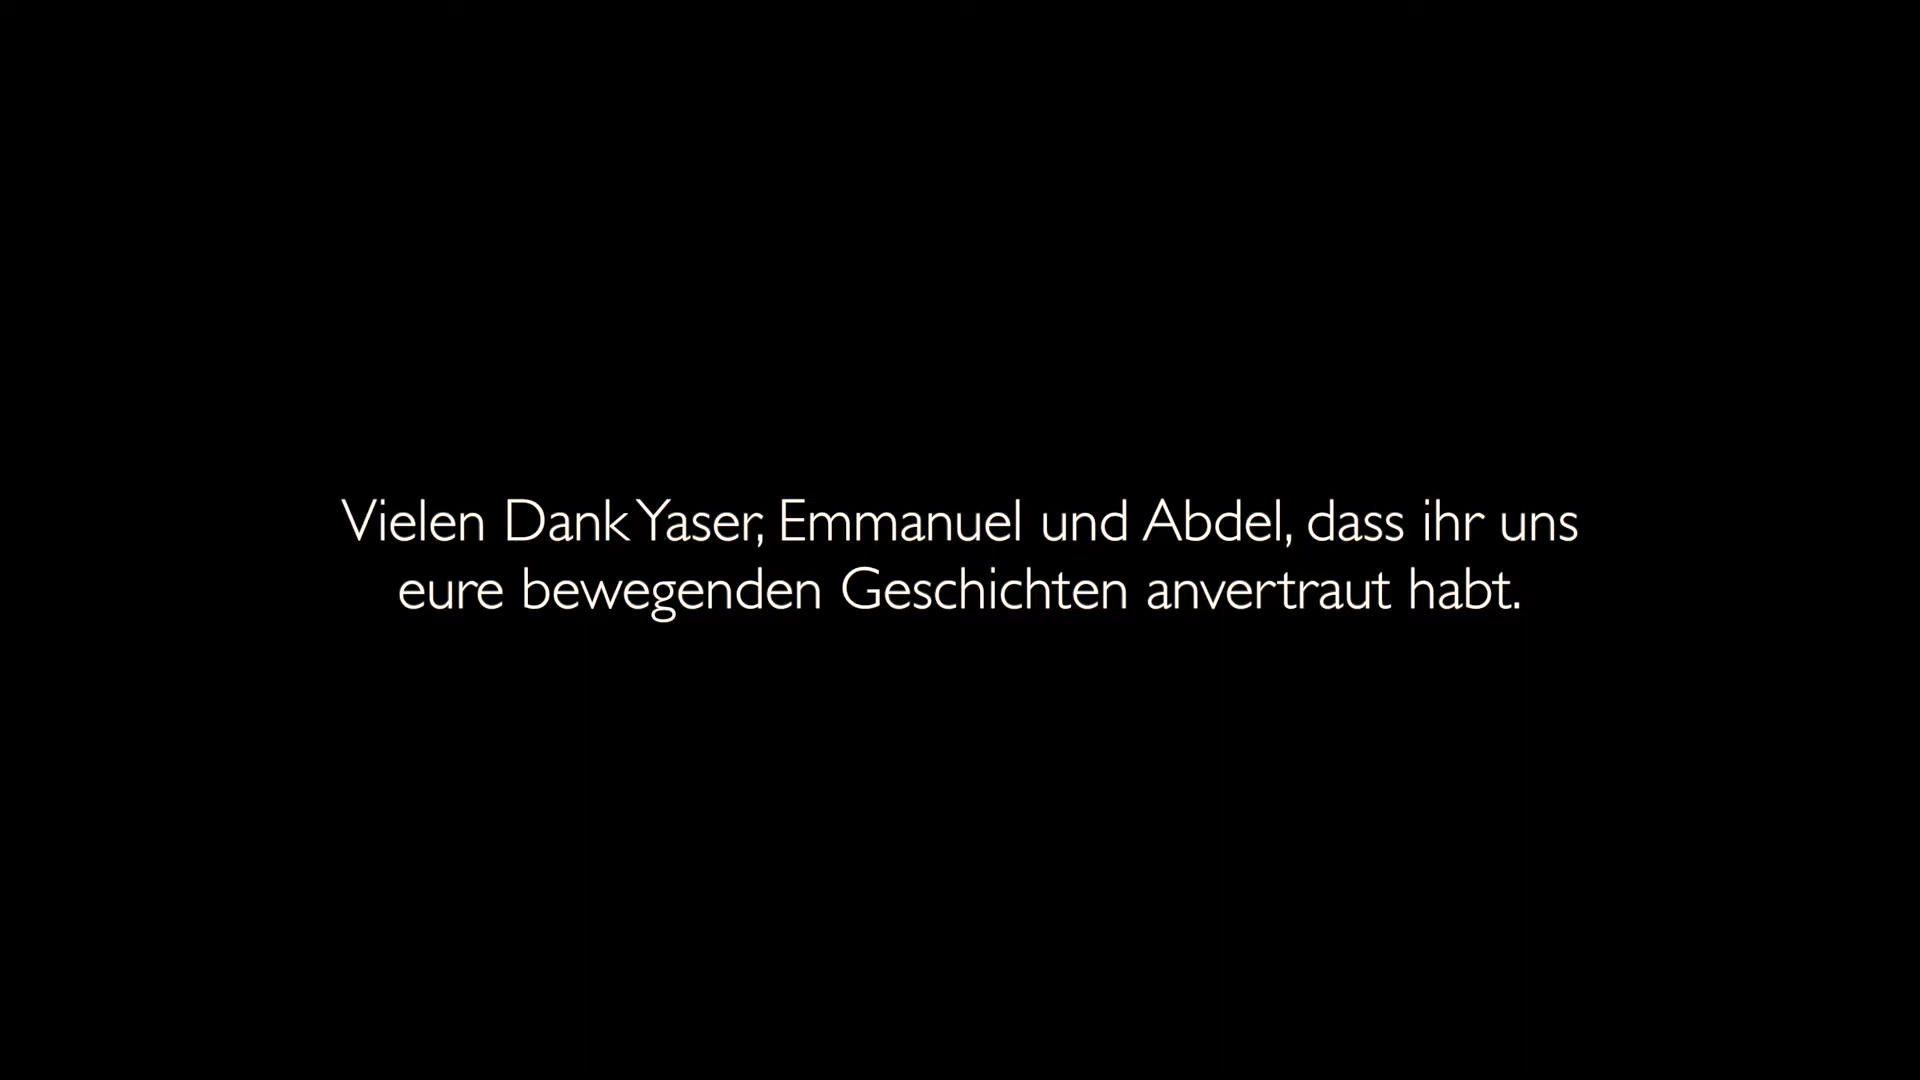 Vielen Dank Yaser, Emmanuel und Abdel, dass ihr uns
eure bewegenden Geschichten anvertraut habt.